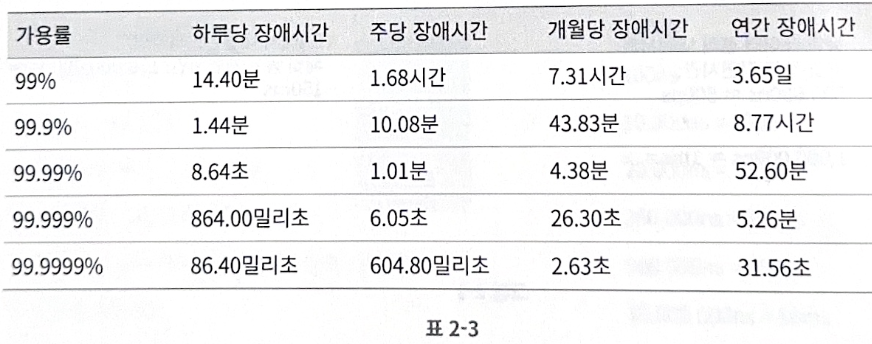 가용률 하루당 장애시간 주당 장애시간 개월당 장애시간 연간 장애시간
99% 14.40분 1.68시간 7.31시간 3.65일
99.9% 1.44분 10.08분 43.83분 8.77시간
99.99% 8.64초 1.01분 4.38분 52.60분
99.999% 864.00밀리초 6.05초 26.30초 5.26분
99.9999% 86.40밀리초 604.80밀리초 2.63초 31.56초
표 2-3